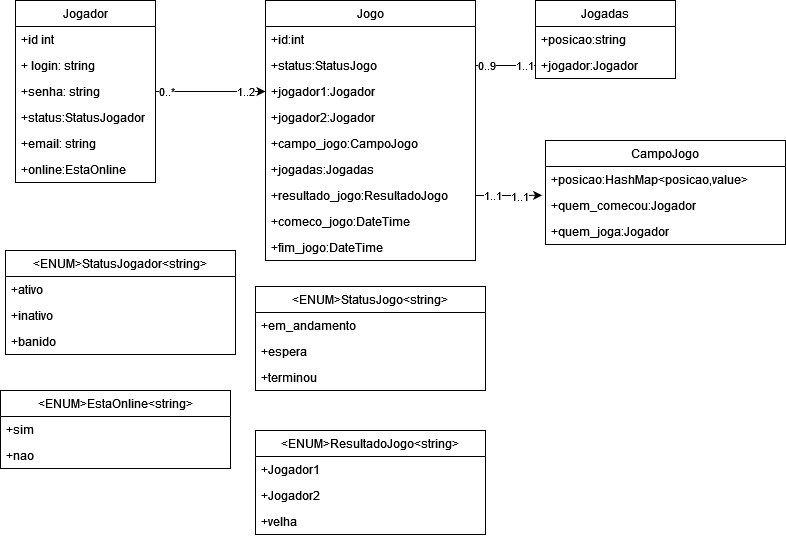 Jogador
+id int
+ login: string
+senha: string
+status:StatusJogador
+email: string
+online:EstaOnline
0..*
1..2
Jogo
+id:int
+status:StatusJogo
+jogador1:Jogador
+jogador2:Jogador
+campo_jogo:CampoJogo
+jogadas:Jogadas
+resultado_jogo:ResultadoJogo
+comeco_jogo:DateTime
+fim_jogo:DateTime
0..9
1..1
Jogadas
+posicao:string
+jogador:Jogador
1..1
1..1
CampoJogo
+posicao:HashMap<posicao,value>
+quem_comecou:Jogador
+quem_joga:Jogador
<ENUM>StatusJogador<string>
+ativo
+inativo
+banido
<ENUM>StatusJogo<string>
+em_andamento
+espera
+terminou
<ENUM>EstaOnline<string>
+sim
+nao
<ENUM>ResultadoJogo<string>
+Jogador1
+Jogador2
+velha